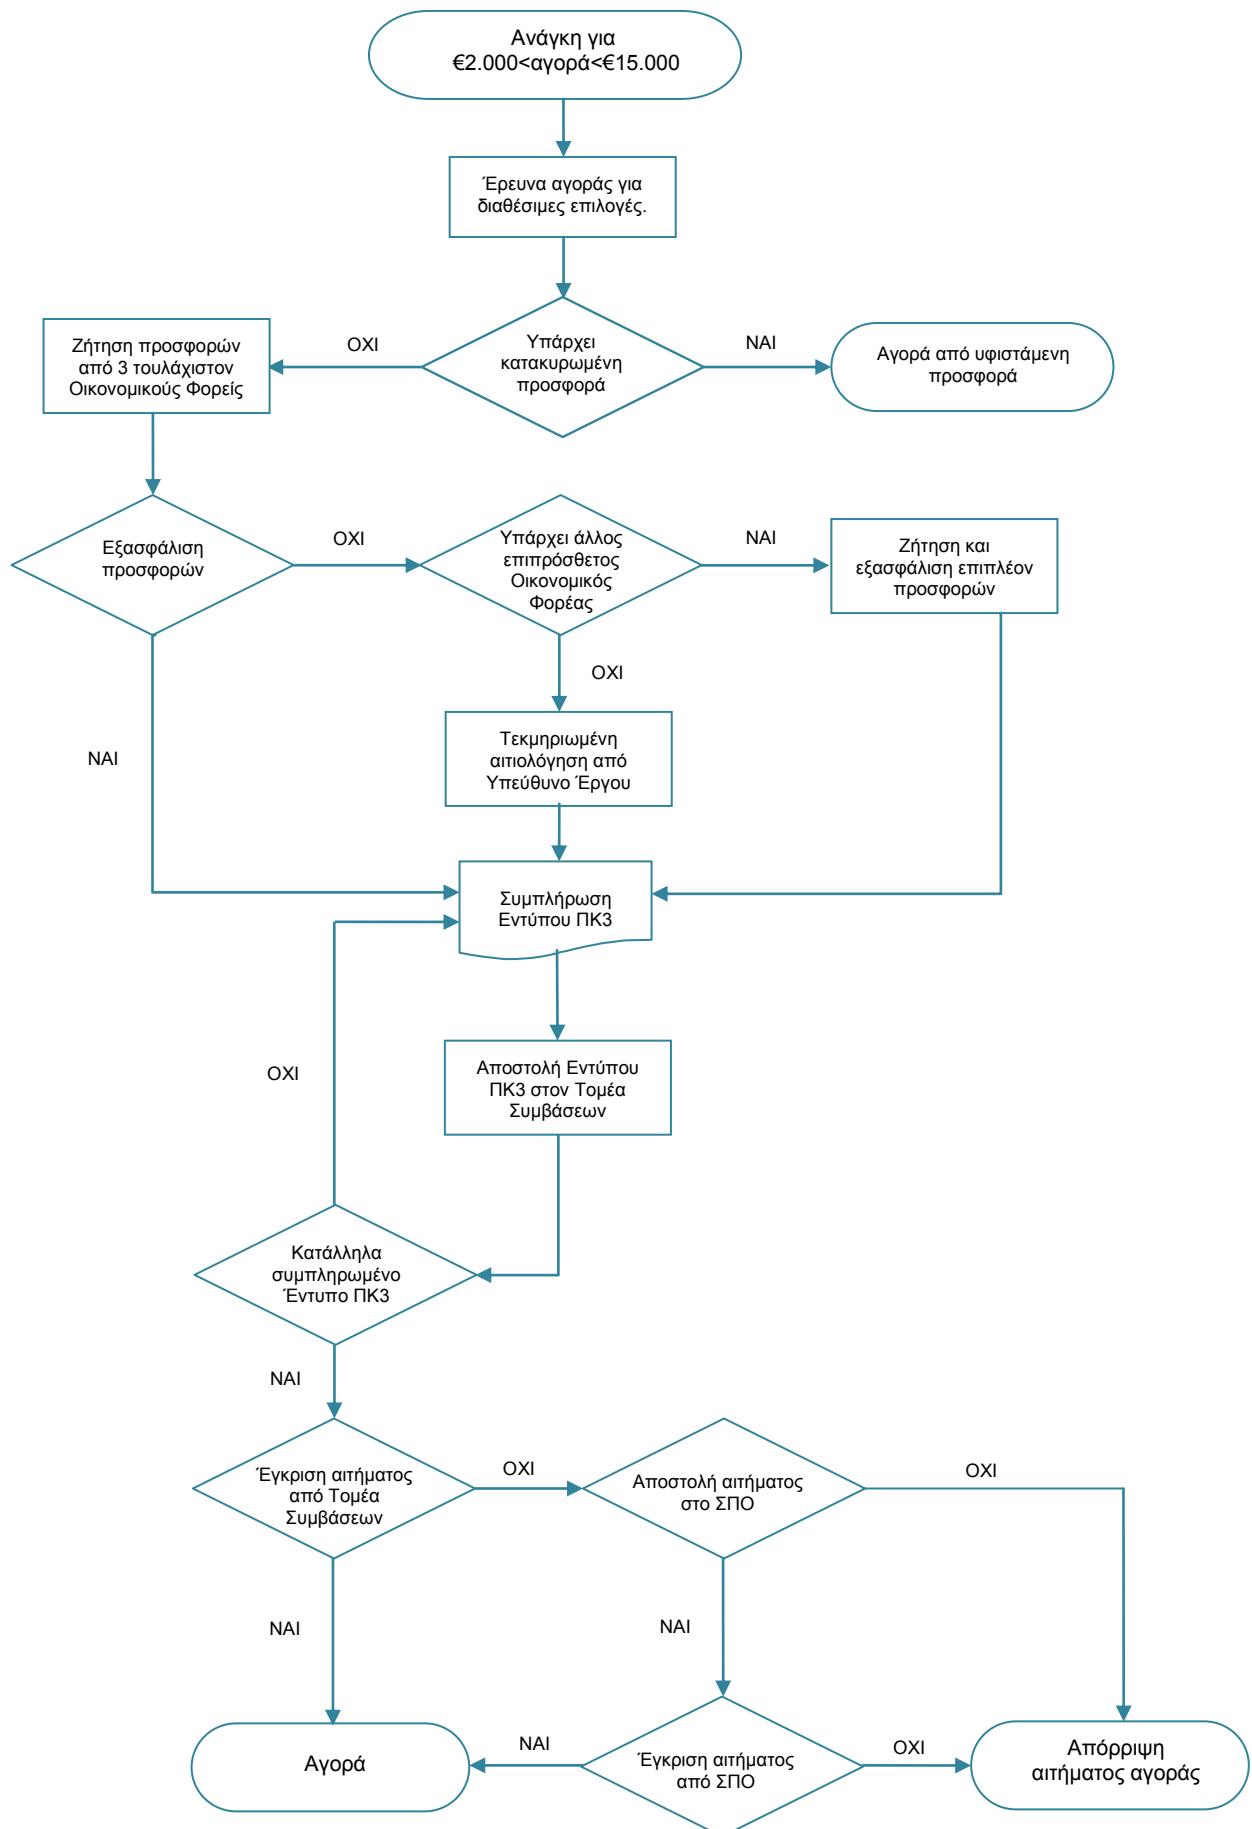 Ανάγκη για
€2.000<αγορά<€15.000
Έρευνα αγοράς για
διαθέσιμες επιλογές.
Ζήτηση προσφορών
από 3 τουλάχιστον
Οικονομικούς Φορείς
ΟΧΙ
Υπάρχει
κατακυρωμένη
προσφορά
ΝΑΙ
Αγορά από υφιστάμενη
προσφορά
Εξασφάλιση
προσφορών
ΟΧΙ
Υπάρχει άλλος
επιπρόσθετος
Οικονομικός
Φορέας
ΝΑΙ
Ζήτηση και
εξασφάλιση επιπλέον
προσφορών
ΟΧΙ
ΝΑΙ
Τεκμηριωμένη
αιτιολόγηση από
Υπεύθυνο Έργου
Συμπλήρωση
Εντύπου ΠΚ3
ΟΧΙ
Αποστολή Εντύπου
ΠΚ3 στον Τομέα
Συμβάσεων
Κατάλληλα
συμπληρωμένο
Έντυπο ΠΚ3
ΝΑΙ
Έγκριση αιτήματος
από Τομέα
Συμβάσεων
ΟΧΙ
Αποστολή αιτήματος
στο ΣΠΟ
ΟΧΙ
ΝΑΙ
ΝΑΙ
Αγορά
ΝΑΙ
Έγκριση αιτήματος
από ΣΠΟ
ΟΧΙ
Απόρριψη
αιτήματος αγοράς